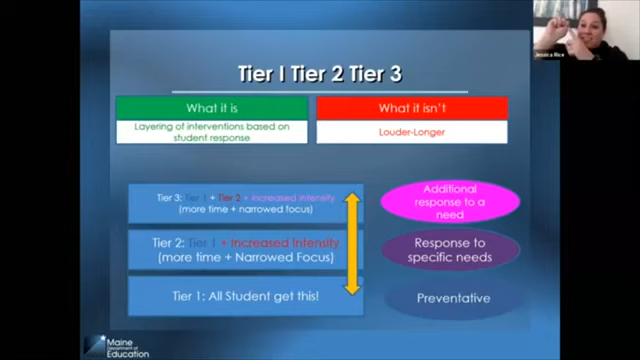 Jessica Rice
Tier I Tier 2 Tier 3
What it is
What it isn't
Layering of interventions based on
student response
Louder-Longer
Tier 3: Tier 1 + Tier 2 + Increased Intensity
(more time + narrowed focus)
Additional
response to a
need
Tier 2: Tier 1 + Increased Intensity
(more time + Narrowed Focus)
Response to
specific needs
Tier 1: All Student get this!
Preventative
Maine
Department of
Education